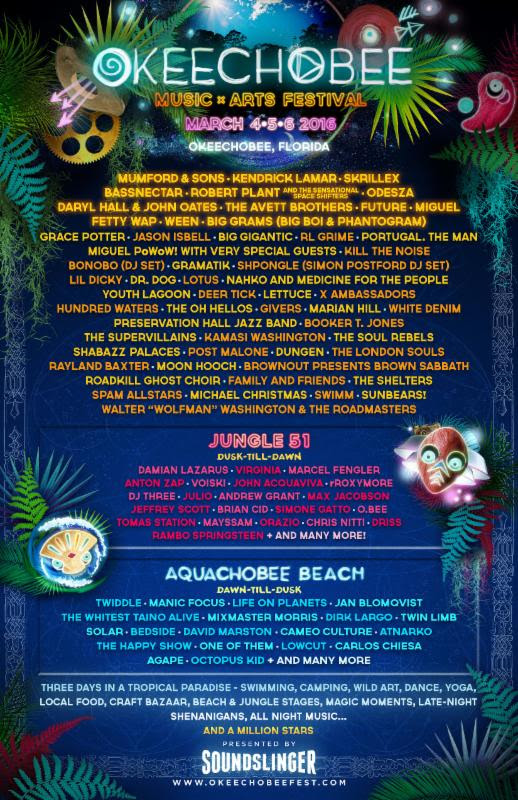 OKEECHOBEE
MUSIC × ARTS FESTIVAL
MARCH 4•5•6 2016
OKEECHOBEE, FLORIDA
MUMFORD & SONS • KENDRICK LAMAR • SKRILLEX
BASSNECTAR • ROBERT PLANT AND THE SENSATIONAL SPACE SHIFTERS • ODESZA
DARYL HALL & JOHN OATES • THE AVETT BROTHERS • FUTURE • MIGUEL
FETTY WAP • WEEN • BIG GRAMS (BIG BOI & PHANTOGRAM)
GRACE POTTER • JASON ISBELL • BIG GIGANTIC • RL GRIME • PORTUGAL. THE MAN
MIGUEL PoWoW! WITH VERY SPECIAL GUESTS • KILL THE NOISE
BONOBO (DJ SET) • GRAMATIK • SHPONGLE (SIMON POSTFORD DJ SET)
LIL DICKY • DR. DOG • LOTUS • NAHKO AND MEDICINE FOR THE PEOPLE
YOUTH LAGOON • DEER TICK • LETTUCE • X AMBASSADORS
HUNDRED WATERS • THE OH HELLOS • GIVERS • MARIAN HILL • WHITE DENIM
PRESERVATION HALL JAZZ BAND • BOOKER T. JONES
THE SUPERVILLAINS • KAMASI WASHINGTON • THE SOUL REBELS
SHABAZZ PALACES • POST MALONE • DUNGEN • THE LONDON SOULS
RAYLAND BAXTER • MOON HOOCH • BROWNOUT PRESENTS BROWN SABBATH
ROADKILL GHOST CHOIR • FAMILY AND FRIENDS • THE SHELTERS
SPAM ALLSTARS • MICHAEL CHRISTMAS • SWIMM • SUNBEARS!
WALTER "WOLFMAN" WASHINGTON & THE ROADMASTERS
JUNGLE 51
DUSK-TILL-DAWN
DAMIAN LAZARUS • VIRGINIA • MARCEL FENGLER
ANTON ZAP • VOISKI • JOHN ACQUAVIVA • rROXYMORE
DJ THREE • JULIO • ANDREW GRANT • MAX JACOBSON
JEFFREY SCOTT • BRIAN CID • SIMONE GATTO • O.BEE
TOMAS STATION • MAYSSAM • ORAZIO • CHRIS NITTI • DRISS
RAMBO SPRINGSTEEN + AND MANY MORE!
AQUACHOBEE BEACH
DAWN-TILL-DUSK
TWIDDLE • MANIC FOCUS • LIFE ON PLANETS • JAN BLOMQVIST
THE WHITEST TAINO ALIVE • MIXMASTER MORRIS • DIRK LARGO • TWIN LIMB
SOLAR • BEDSIDE • DAVID MARSTON • CAMEO CULTURE • ATNARKO
THE HAPPY SHOW • ONE OF THEM • LOWCUT • CARLOS CHIESA
AGAPE • OCTOPUS KID + AND MANY MORE
THREE DAYS IN A TROPICAL PARADISE - SWIMMING, CAMPING, WILD ART, DANCE, YOGA,
LOCAL FOOD, CRAFT BAZAAR, BEACH & JUNGLE STAGES, MAGIC MOMENTS, LATE-NIGHT
SHENANIGANS, ALL NIGHT MUSIC...
AND A MILLION STARS
PRESENTED BY
SOUNDSLINGER
WWW.OKEECHOBEEFEST.COM